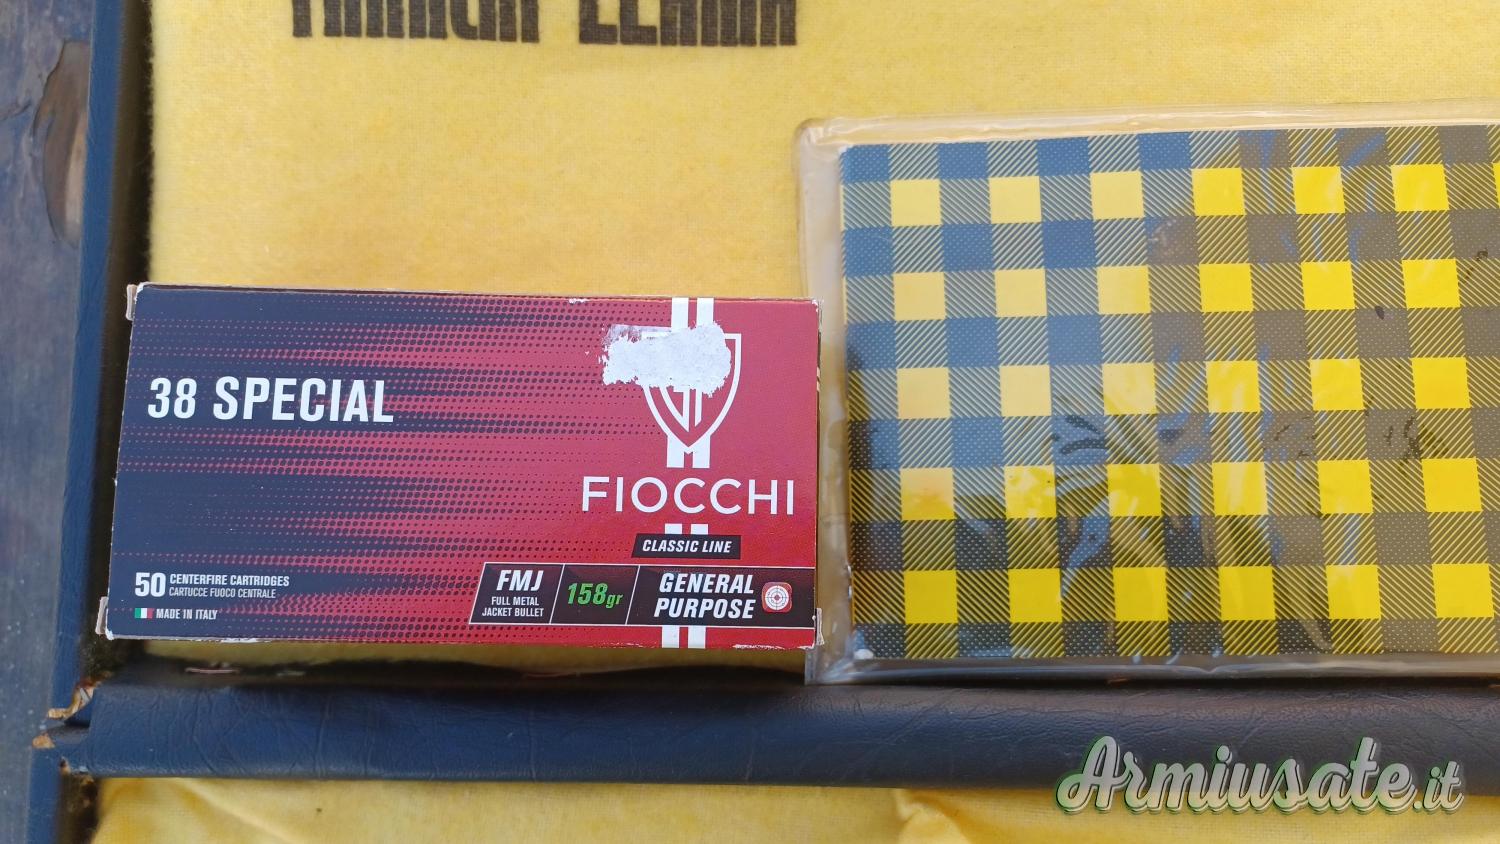 38 SPECIAL
FIOCCHI
CLASSIC LINE
50 CENTERFIRE CARTRIDGES
CARTUCCE FUOCO CENTRALE
MADE IN ITALY
FMJ
FULL METAL
JACKET BULLET
158gr
GENERAL
PURPOSE
Armiusate.it